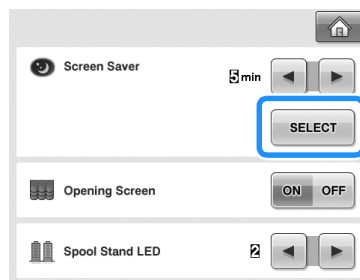 Screen Saver
5 min
SELECT
Opening Screen
ON OFF
Spool Stand LED
2